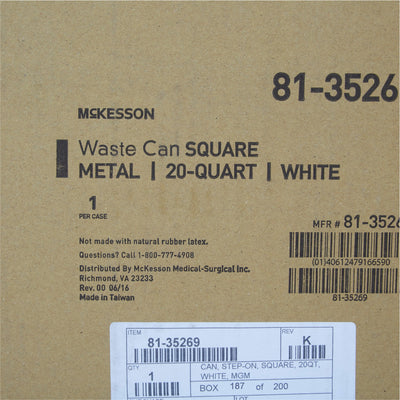 81-3526
McKESSON
Waste Can SQUARE
METAL | 20-QUART | WHITE
1
PER CASE
MFR # 81-3526
Not made with natural rubber latex.
Questions? Call 1-800-777-4908
(01)40612479166590
Distributed By McKesson Medical-Surgical Inc.
Richmond, VA 23233
Rev. 00 06/16
Made in Taiwan
81-35269
ITEM
81-35269
REV
K
QTY
1
CAN, STEP-ON, SQUARE, 20QT,
WHITE, MGM
BOX 187 of 200
LOT